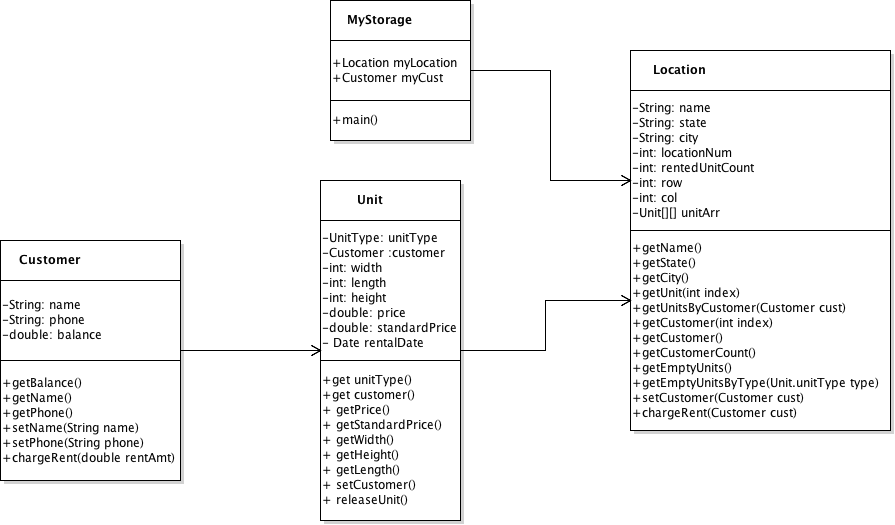 MyStorage
+Location myLocation
+Customer myCust
+main()
Location
-String: name
-String: state
-String: city
-int: locationNum
-int: rentedUnitCount
-int: row
-int: col
-Unit[][] unitArr
+getName()
+getState()
+getCity()
+getUnit(int index)
+getUnitsByCustomer(Customer cust)
+getCustomer(int index)
+getCustomer()
+getCustomerCount()
+getEmptyUnits()
+getEmptyUnitsByType(Unit.unitType type)
+setCustomer(Customer cust)
+chargeRent(Customer cust)
Unit
-UnitType: unitType
-Customer :customer
-int: width
-int: length
-int: height
-double: price
-double: standardPrice
- Date rentalDate
+get unitType()
+get customer()
+ getPrice()
+ getStandardPrice()
+ getWidth()
+ getHeight()
+ getLength()
+ setCustomer()
+ releaseUnit()
Customer
-String: name
-String: phone
-double: balance
+getBalance()
+getName()
+getPhone()
+setName(String name)
+setPhone(String phone)
+chargeRent(double rentAmt)